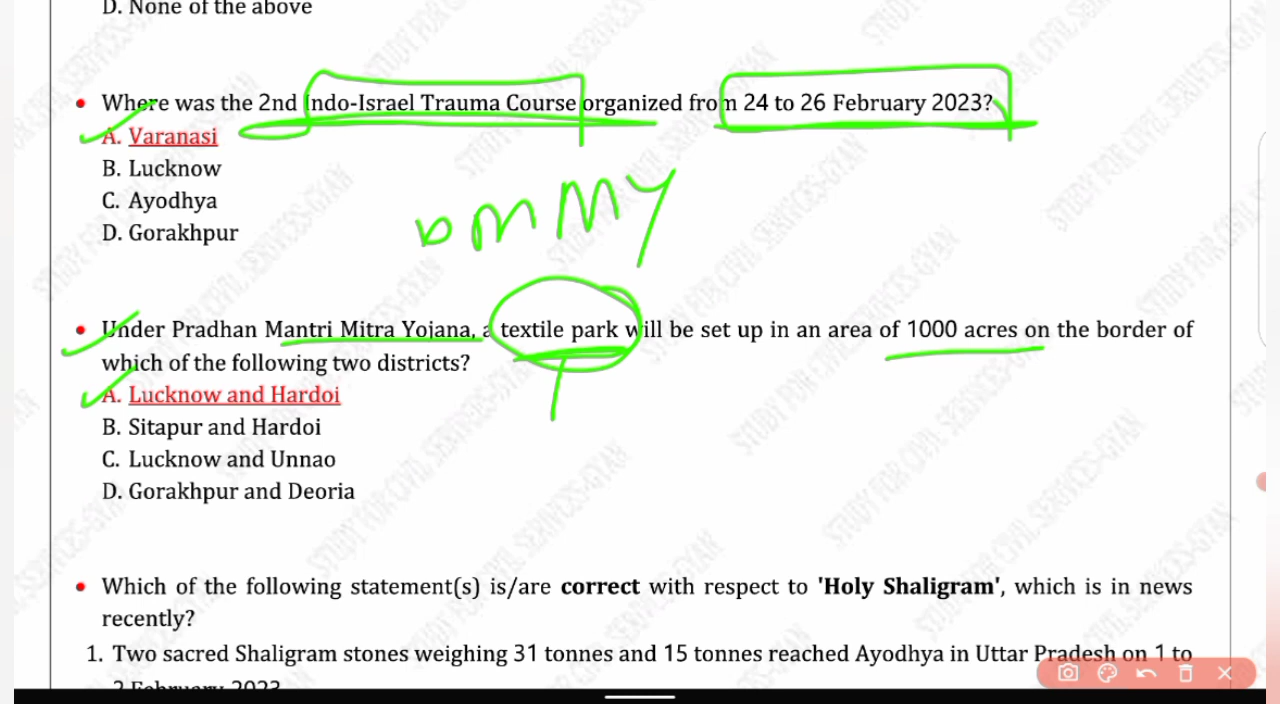 D. None of the above
• Where was the 2nd Indo-Israel Trauma Course organized from 24 to 26 February 2023?
A. Varanasi
B. Lucknow
C. Ayodhya
D. Gorakhpur
• Under Pradhan Mantri Mitra Yojana, a textile park will be set up in an area of 1000 acres on the border of
which of the following two districts?
A. Lucknow and Hardoi
B. Sitapur and Hardoi
C. Lucknow and Unnao
D. Gorakhpur and Deoria
• Which of the following statement(s) is/are correct with respect to 'Holy Shaligram', which is in news
recently?
1. Two sacred Shaligram stones weighing 31 tonnes and 15 tonnes reached Ayodhya in Uttar Pradesh on 1 to
2 February 2023